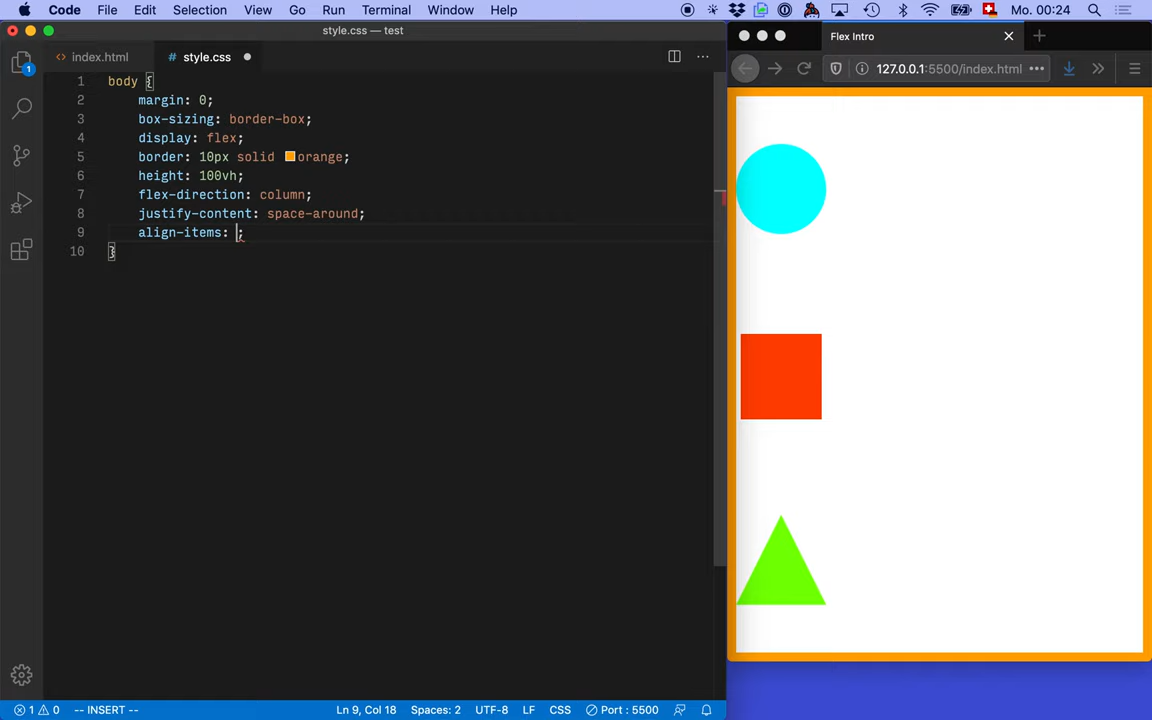 Code File Edit Selection View Go Run Terminal Window Help Mo. 00:24
style.css — test
<> index.html # style.css
Flex Intro
127.0.0.1:5500/index.html
1 body {
2 margin: 0;
3 box-sizing: border-box;
4 display: flex;
5 border: 10px solid orange;
6 height: 100vh;
7 flex-direction: column;
8 justify-content: space-around;
9 align-items: ;
10 }
1
1 0 -- INSERT -- Ln 9, Col 18 Spaces: 2 UTF-8 LF CSS Port : 5500